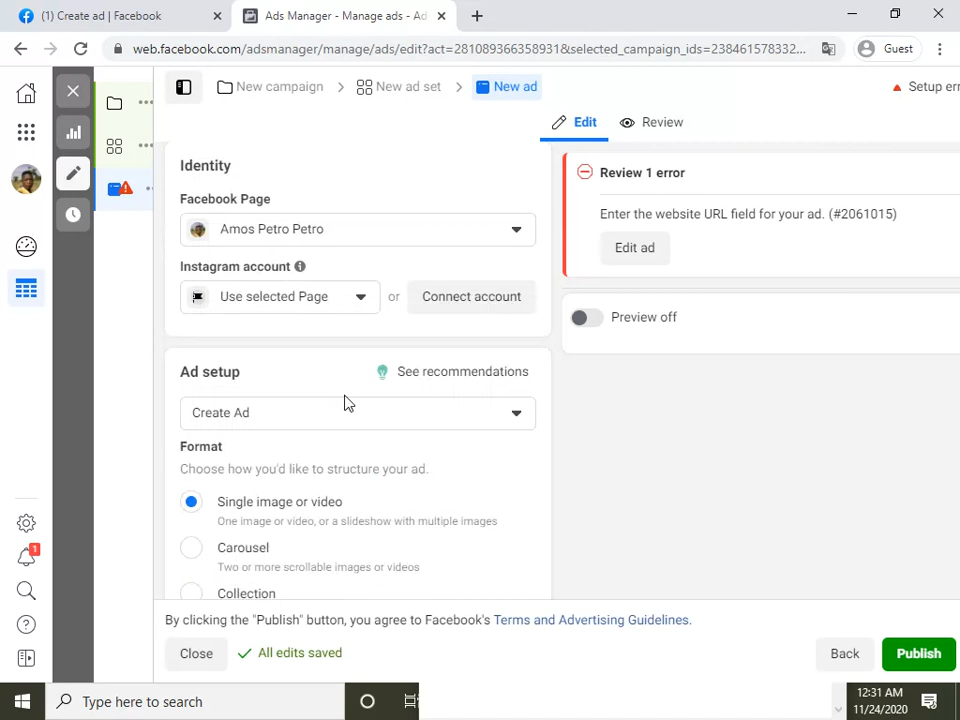 (1) Create ad | Facebook
Ads Manager - Manage ads - Ad
web.facebook.com/adsmanager/manage/ads/edit?act=281089366358931&selected_campaign_ids=238461578332...
Guest
New campaign
New ad set
New ad
Setup err
Edit
Review
Identity
Facebook Page
Amos Petro Petro
Instagram account
Use selected Page
or
Connect account
Review 1 error
Enter the website URL field for your ad. (#2061015)
Edit ad
Preview off
Ad setup
See recommendations
Create Ad
Format
Choose how you'd like to structure your ad.
Single image or video
One image or video, or a slideshow with multiple images
Carousel
Two or more scrollable images or videos
Collection
1
By clicking the "Publish" button, you agree to Facebook's Terms and Advertising Guidelines.
Close
All edits saved
Back
Publish
Type here to search
12:31 AM
11/24/2020